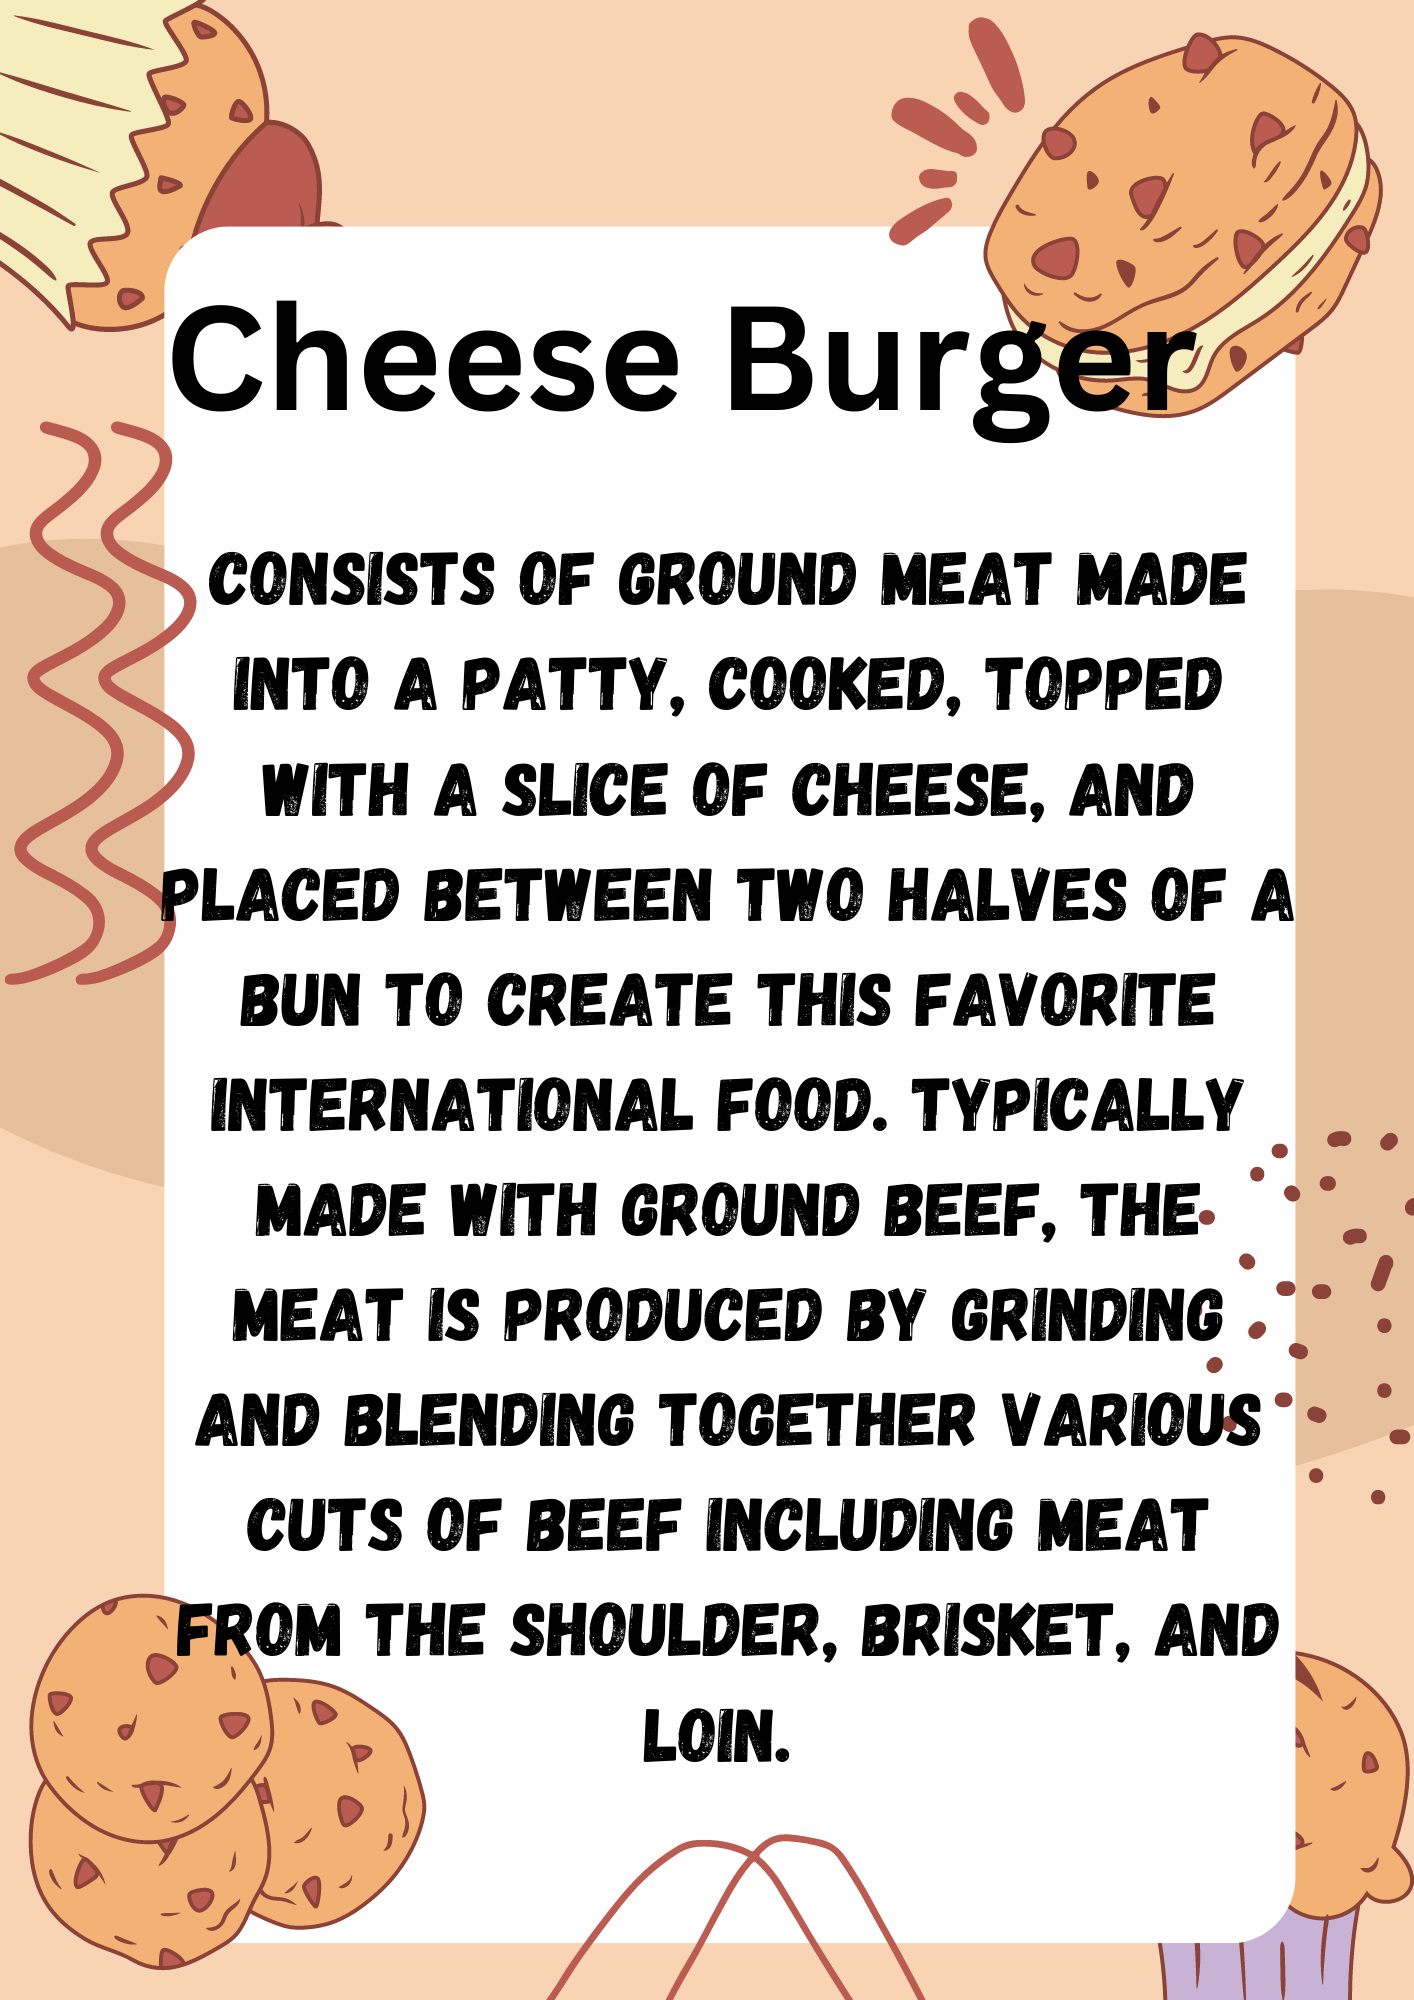 Cheese Burger
CONSISTS OF GROUND MEAT MADE
INTO A PATTY, COOKED, TOPPED
WITH A SLICE OF CHEESE, AND
PLACED BETWEEN TWO HALVES OF A
BUN TO CREATE THIS FAVORITE
INTERNATIONAL FOOD. TYPICALLY
MADE WITH GROUND BEEF, THE
MEAT IS PRODUCED BY GRINDING
AND BLENDING TOGETHER VARIOUS
CUTS OF BEEF INCLUDING MEAT
FROM THE SHOULDER, BRISKET, AND
LOIN.